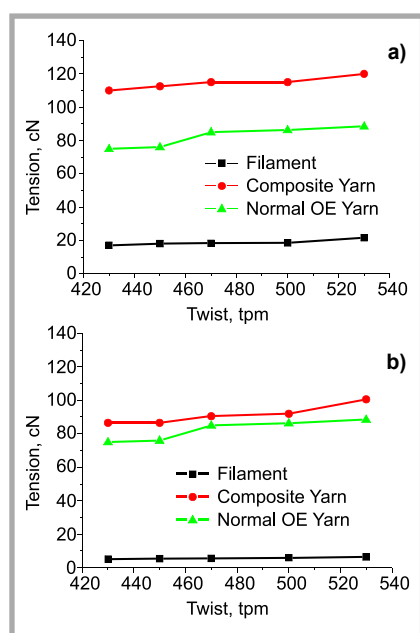 a)
140
120
100
80
60
40
20
0
Tension, cN
Filament
Composite Yarn
Normal OE Yarn
420 440 460 480 500 520 540
Twist, tpm
b)
140
120
100
80
60
40
20
0
Tension, cN
Filament
Composite Yarn
Normal OE Yarn
420 440 460 480 500 520 540
Twist, tpm